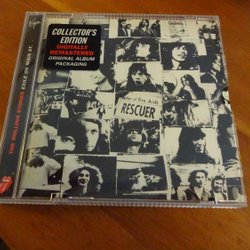 COLLECTOR'S
EDITION
DIGITALLY
REMASTERED
ORIGINAL ALBUM
PACKAGING
THE ROLLING STONES EXILE ON MAIN ST.
RESCUER